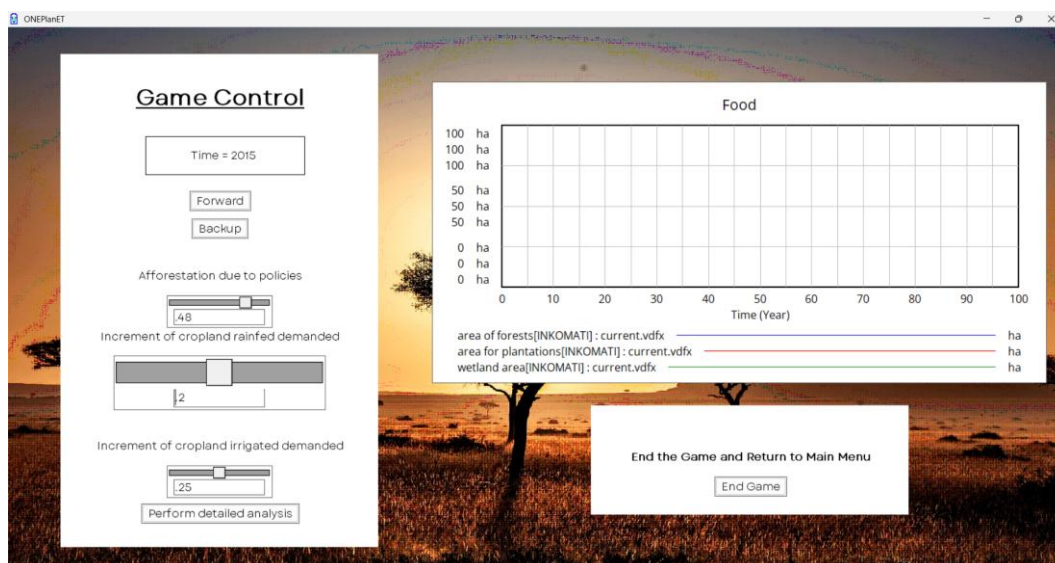 ONEPlanET
Game Control
Time = 2015
Forward
Backup
Afforestation due to policies
.48
Increment of cropland rainfed demanded
.2
Increment of cropland irrigated demanded
.25
Perform detailed analysis
Food
100 ha
100 ha
100 ha
50 ha
50 ha
50 ha
0 ha
0 ha
0 ha
0 10 20 30 40 50 60 70 80 90 100
Time (Year)
area of forests[INKOMATI] : current.vdfx ha
area for plantations[INKOMATI] : current.vdfx ha
wetland area[INKOMATI] : current.vdfx ha
End the Game and Return to Main Menu
End Game